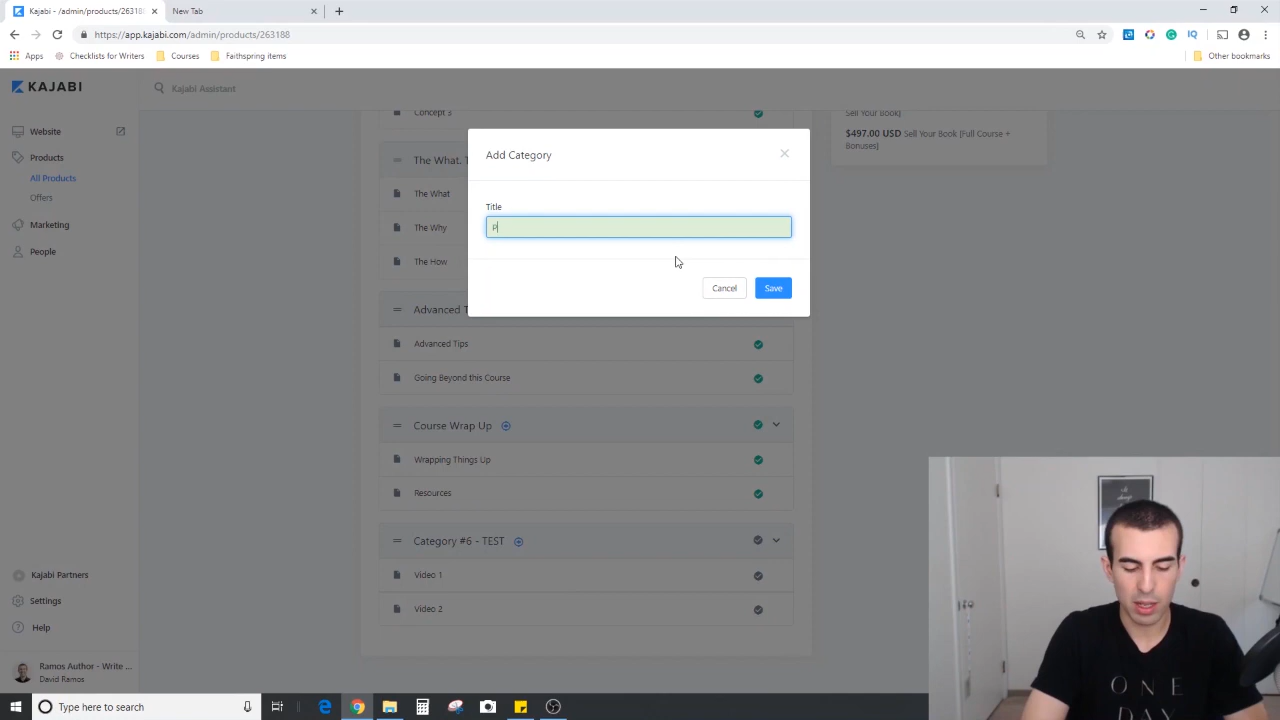 Kajabi - /admin/products/26318
New Tab
https://app.kajabi.com/admin/products/263188
Apps
Checklists for Writers
Courses
Faithspring items
Other bookmarks
KAJABI
Kajabi Assistant
Website
Products
All Products
Offers
Marketing
People
Concept 3
Sell Your Book]
$497.00 USD Sell Your Book [Full Course +
Bonuses]
Add Category
Title
P
Cancel
Save
The What. T
The What
The Why
The How
Advanced T
Advanced Tips
Going Beyond this Course
Course Wrap Up
Wrapping Things Up
Resources
Category #6 - TEST
Video 1
Video 2
Kajabi Partners
Settings
Help
Ramos Author - Write ...
David Ramos
ONE
DAY
Type here to search